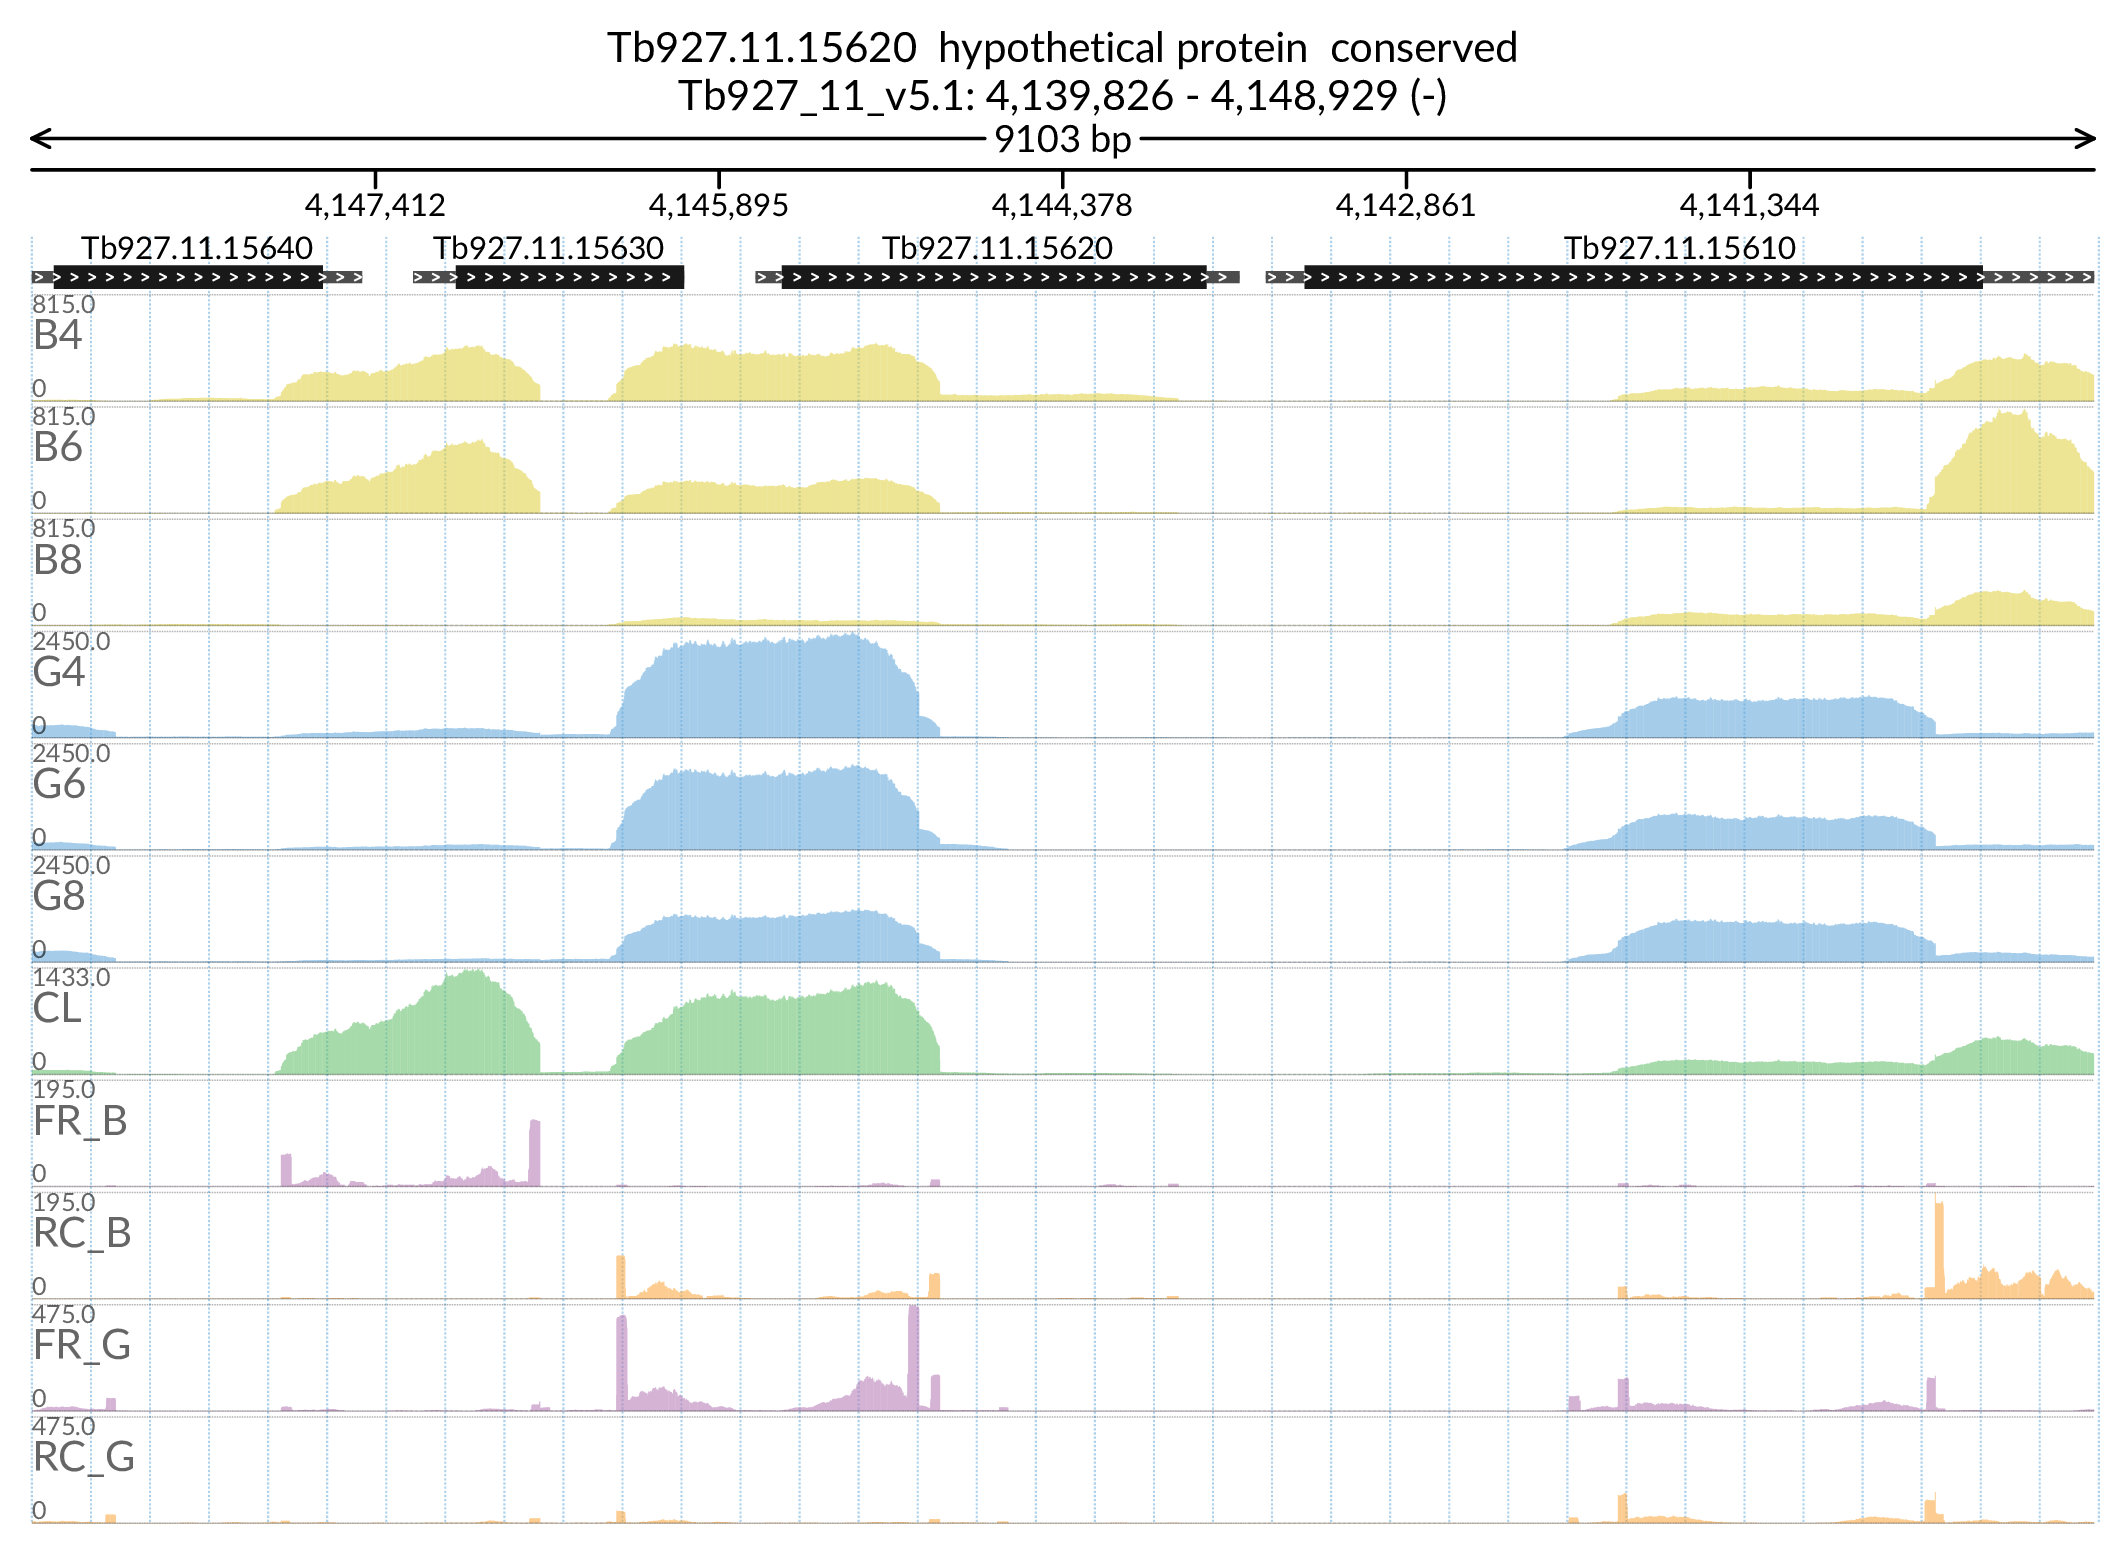 Tb927.11.15620  hypothetical protein  conserved
Tb927_11_v5.1: 4,139,826 - 4,148,929 (-)
9103 bp
4,147,412 4,145,895 4,144,378 4,142,861 4,141,344
Tb927.11.15640 Tb927.11.15630 Tb927.11.15620 Tb927.11.15610
815.0
B4
0
815.0
B6
0
815.0
B8
0
2450.0
G4
0
2450.0
G6
0
2450.0
G8
0
1433.0
CL
0
195.0
FR_B
0
195.0
RC_B
0
475.0
FR_G
0
475.0
RC_G
0